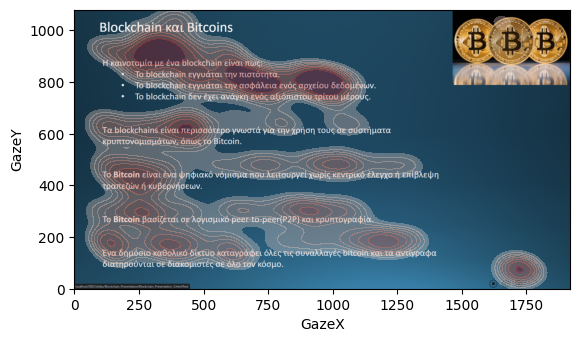 Blockchain και Bitcoins
Η καινοτομία με ένα blockchain είναι πως:
• Το blockchain εγγυάται την πιστότητα.
• Το blockchain εγγυάται την ασφάλεια ενός αρχείου δεδομένων.
• Το blockchain δεν έχει ανάγκη ενός αξιόπιστου τρίτου μέρους.
Τα blockchains είναι περισσότερο γνωστά για την χρήση τους σε συστήματα
κρυπτονομισμάτων, όπως το Bitcoin.
Το Bitcoin είναι ένα ψηφιακό νόμισμα που λειτουργεί χωρίς κεντρικό έλεγχο ή επίβλεψη
τραπεζών ή κυβερνήσεων.
Το Bitcoin βασίζεται σε λογισμικό peer-to-peer(P2P) και κρυπτογραφία.
Ένα δημόσιο καθολικό δίκτυο καταγράφει όλες τις συναλλαγές bitcoin και τα αντίγραφα
διατηρούνται σε διακομιστές σε όλο τον κόσμο.
GazeY
1000
800
600
400
200
0
0 250 500 750 1000 1250 1500 1750
GazeX